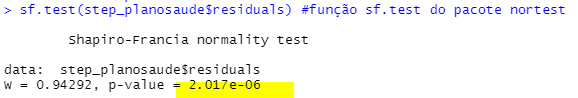 > sf.test(step_planosaude$residuals) #função sf.test do pacote nortest
Shapiro-Francia normality test
data:  step_planosaude$residuals
W = 0.94292, p-value = 2.017e-06